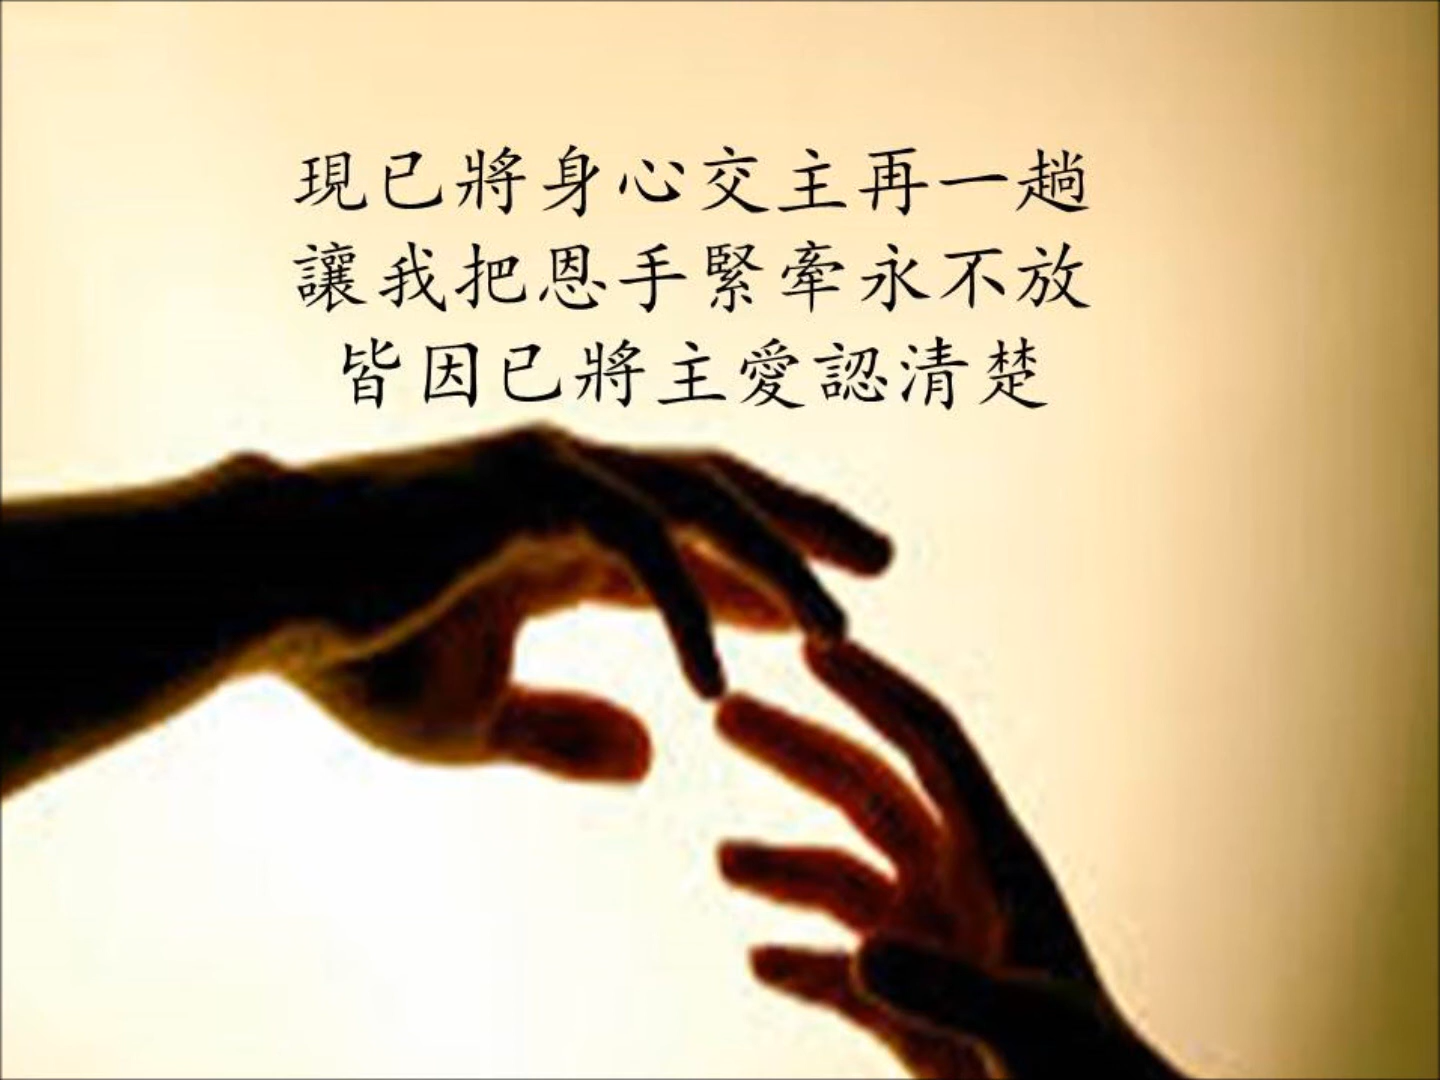 現已將身心交主再一趟
讓我把恩手緊牽永不放
皆因已將主愛認清楚